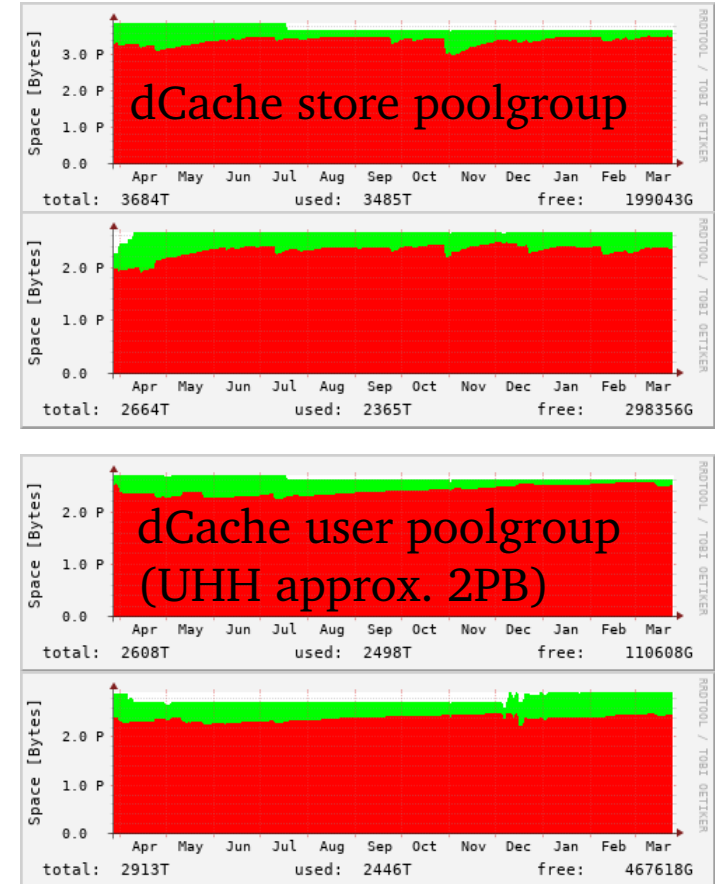 RRDTOOL / TOBI OETIKER
Space [Bytes]
3.0 P
2.0 P
1.0 P
0.0
dCache store poolgroup
Apr May Jun Jul Aug Sep Oct Nov Dec Jan Feb Mar
total: 3684T used: 3485T free: 199043G
RRDTOOL / TOBI OETIKER
Space [Bytes]
2.0 P
1.0 P
0.0
Apr May Jun Jul Aug Sep Oct Nov Dec Jan Feb Mar
total: 2664T used: 2365T free: 298356G
RRDTOOL / TOBI OETIKER
Space [Bytes]
2.0 P
1.0 P
0.0
dCache user poolgroup
(UHH approx. 2PB)
Apr May Jun Jul Aug Sep Oct Nov Dec Jan Feb Mar
total: 2608T used: 2498T free: 110608G
RRDTOOL / TOBI OETIKER
Space [Bytes]
2.0 P
1.0 P
0.0
Apr May Jun Jul Aug Sep Oct Nov Dec Jan Feb Mar
total: 2913T used: 2446T free: 467618G